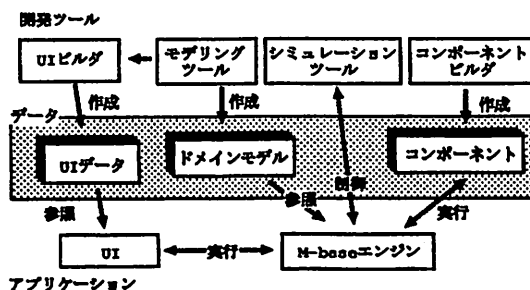 開発ツール
UIビルダ
モデリング
ツール
シミュレーション
ツール
コンポーネント
ビルダ
作成
作成
作成
データ
UIデータ
ドメインモデル
コンポーネント
参照
参照
制御
実行
UI
実行
M-baseエンジン
アプリケーション